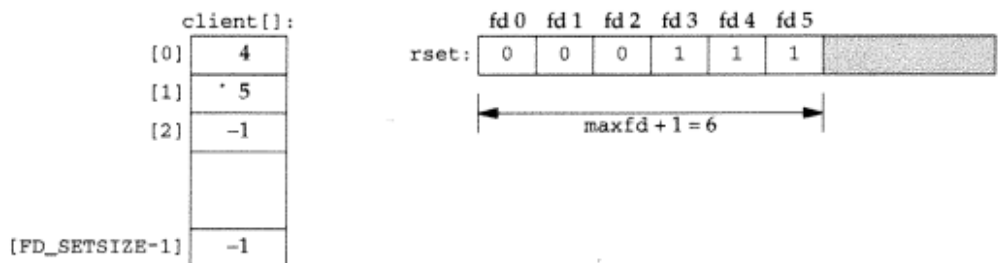 client[]:
[0] 4
[1] 5
[2] −1
[FD_SETSIZE-1] −1
fd 0 fd 1 fd 2 fd 3 fd 4 fd 5
rset: 0 0 0 1 1 1
maxfd + 1 = 6